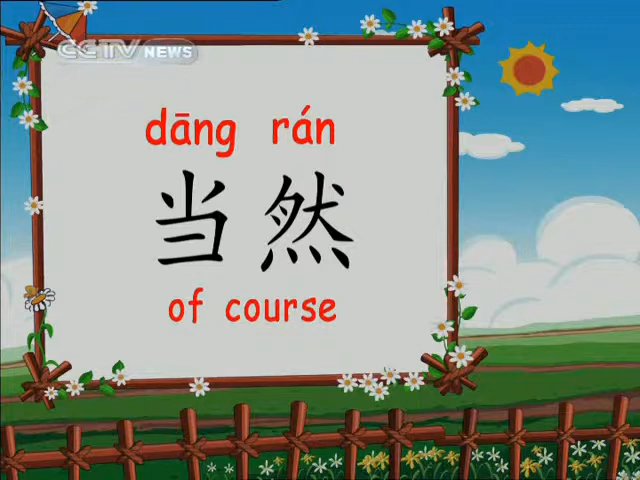 CCTV NEWS
dāng rán
当然
of course